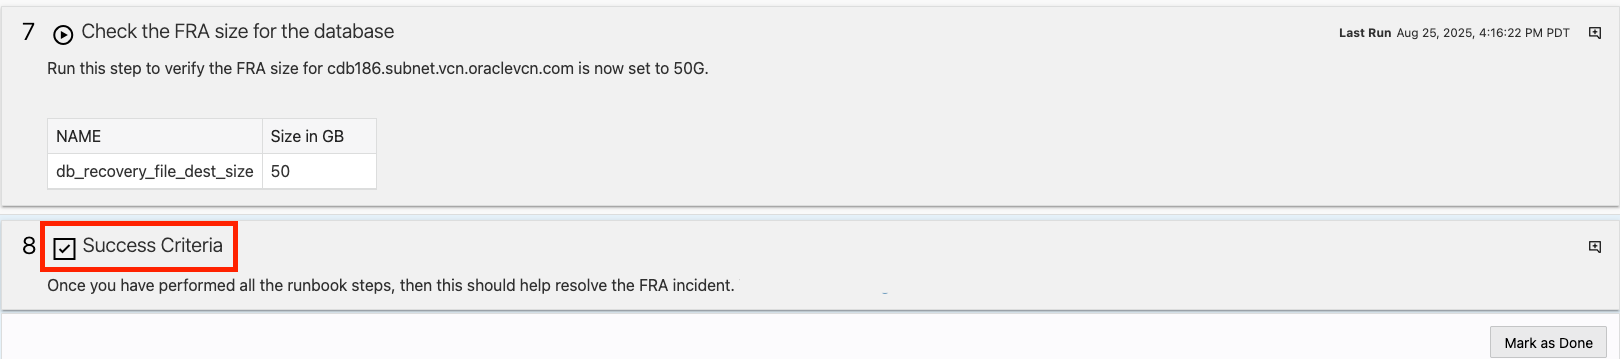 7 Check the FRA size for the database
Last Run Aug 25, 2025, 4:16:22 PM PDT
Run this step to verify the FRA size for cdb186.subnet.vcn.oraclevcn.com is now set to 50G.
NAME Size in GB
db_recovery_file_dest_size 50
8 Success Criteria
Once you have performed all the runbook steps, then this should help resolve the FRA incident.
Mark as Done